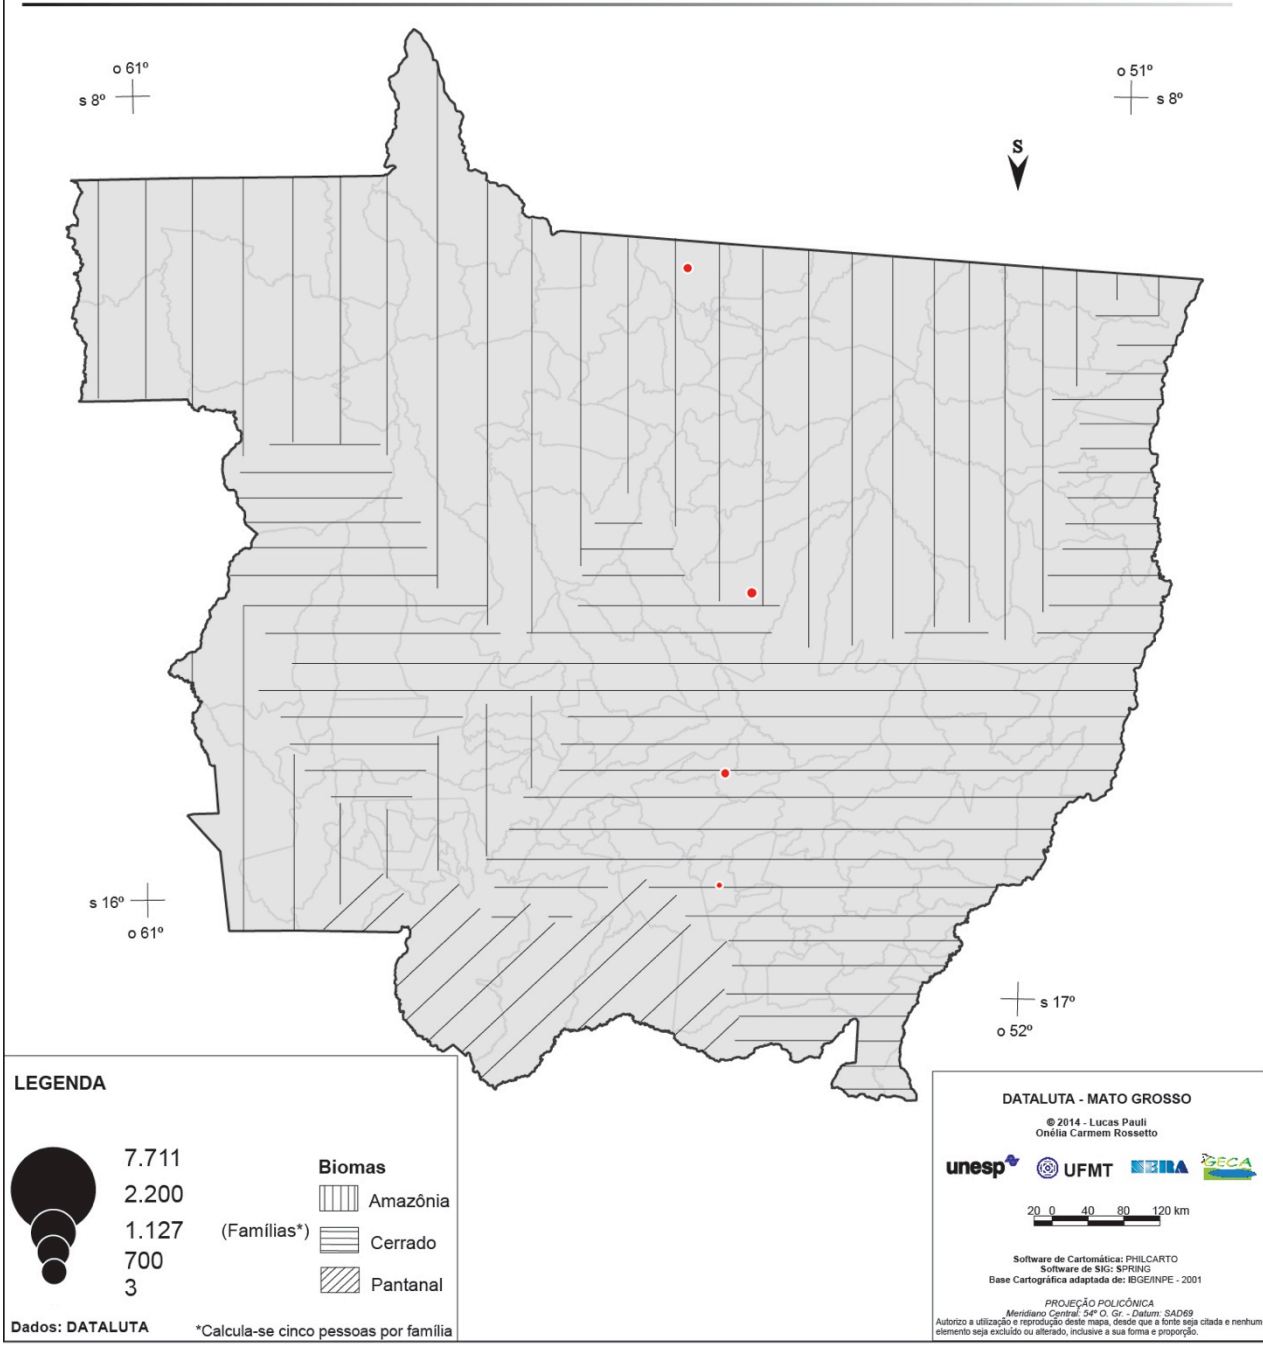 o 61º
s 8º
o 51º
s 8º
S
s 16º
o 61º
s 17º
o 52º
LEGENDA
7.711
2.200
1.127
700
3
(Famílias*)
Biomas
Amazônia
Cerrado
Pantanal
Dados: DATALUTA
*Calcula-se cinco pessoas por família
DATALUTA - MATO GROSSO
© 2014 - Lucas Pauli
Onélia Carmem Rossetto
unesp
UFMT
NERA
GECA
20 0 40 80 120 km
Software de Cartomática: PHILCARTO
Software de SIG: SPRING
Base Cartográfica adaptada de: IBGE/INPE - 2001
PROJEÇÃO POLICÔNICA
Meridiano Central: 54º O. Gr. - Datum: SAD69
Autorizo a utilização e reprodução deste mapa, desde que a fonte seja citada e nenhum
elemento seja excluído ou alterado, inclusive a sua forma e proporção.